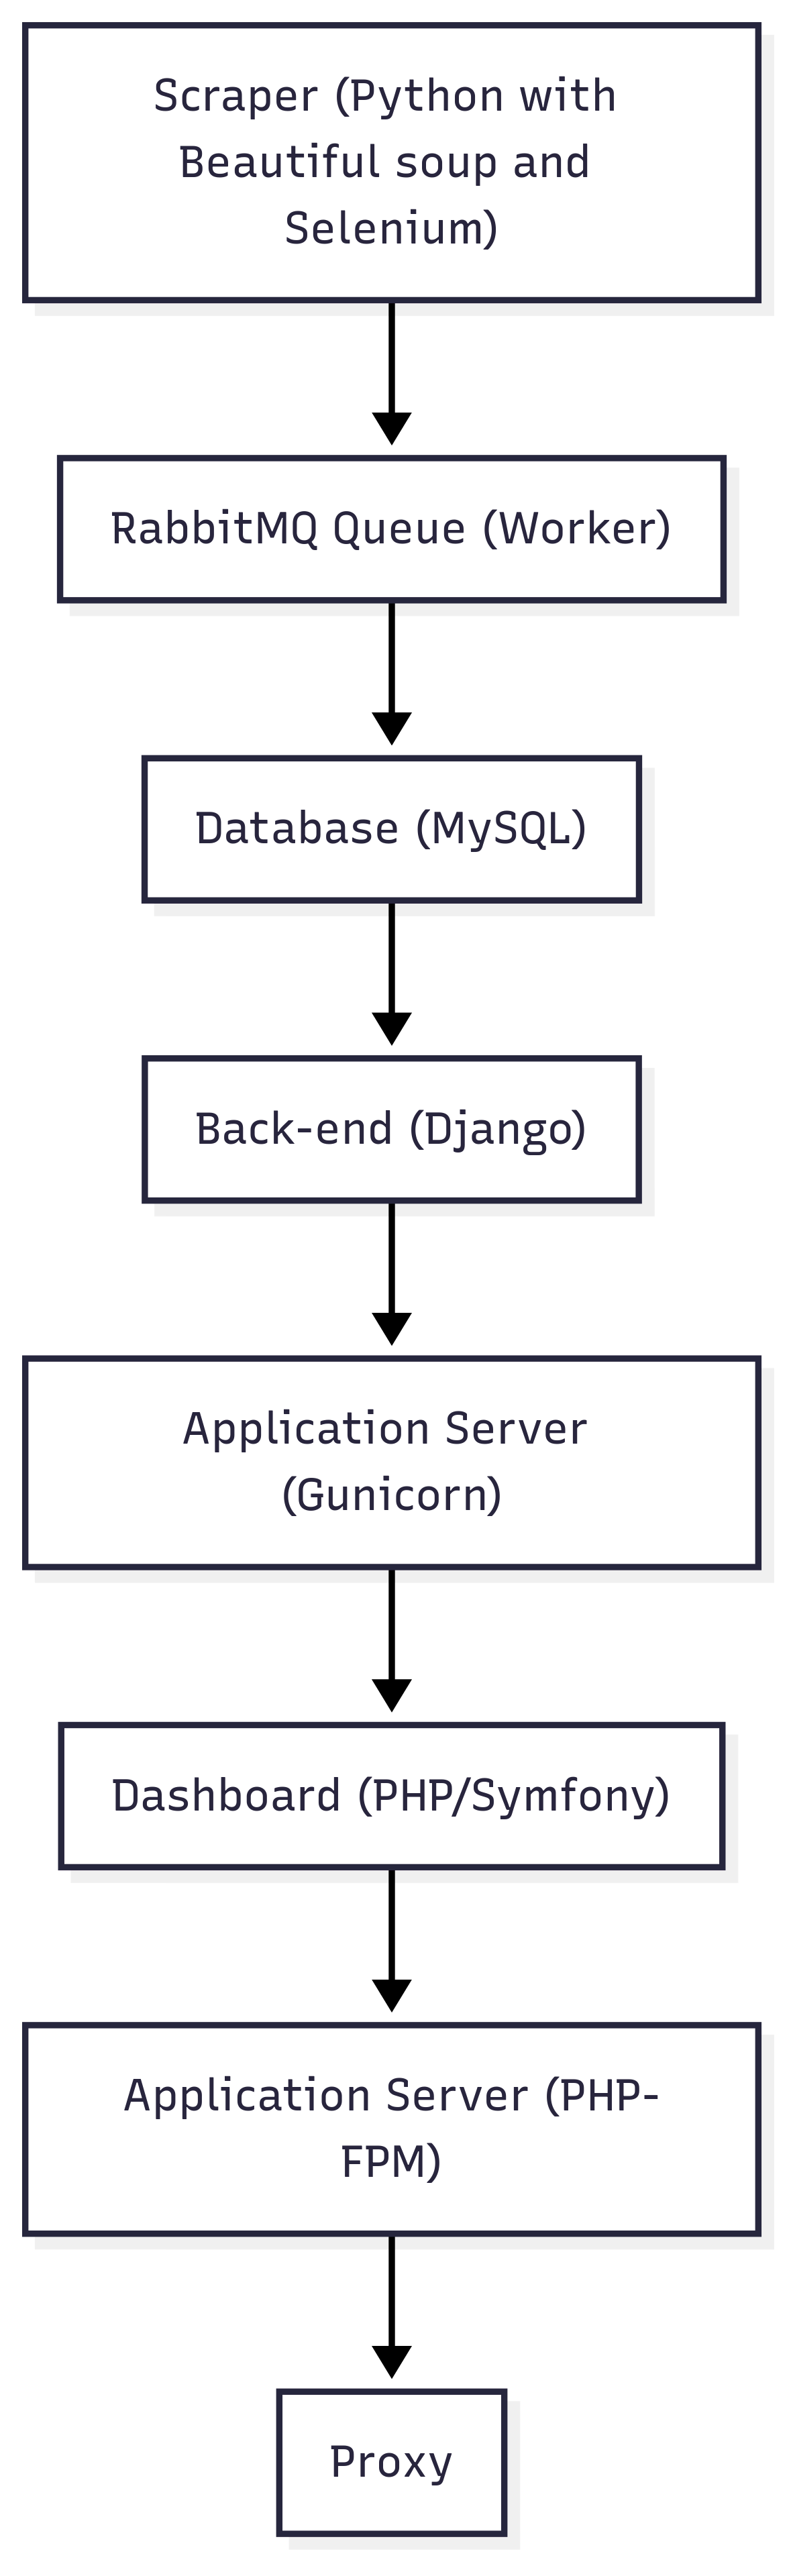 Scraper (Python with
Beautiful soup and
Selenium)
RabbitMQ Queue (Worker)
Database (MySQL)
Back-end (Django)
Application Server
(Gunicorn)
Dashboard (PHP/Symfony)
Application Server (PHP-
FPM)
Proxy